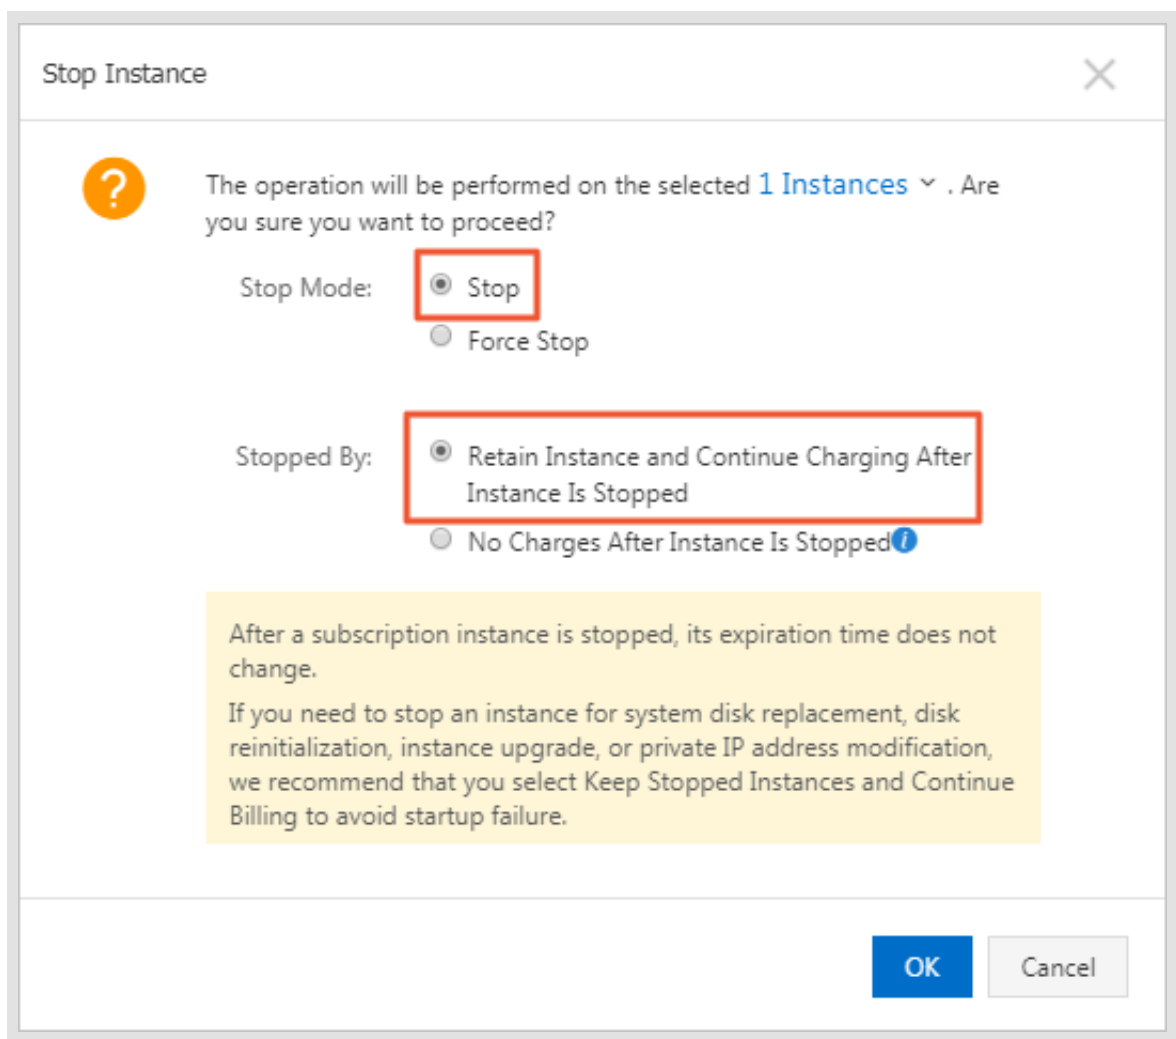 Stop Instance
?
The operation will be performed on the selected 1 Instances . Are
you sure you want to proceed?
Stop Mode: Stop
Force Stop
Stopped By: Retain Instance and Continue Charging After
Instance Is Stopped
No Charges After Instance Is Stopped i
After a subscription instance is stopped, its expiration time does not
change.
If you need to stop an instance for system disk replacement, disk
reinitialization, instance upgrade, or private IP address modification,
we recommend that you select Keep Stopped Instances and Continue
Billing to avoid startup failure.
OK Cancel